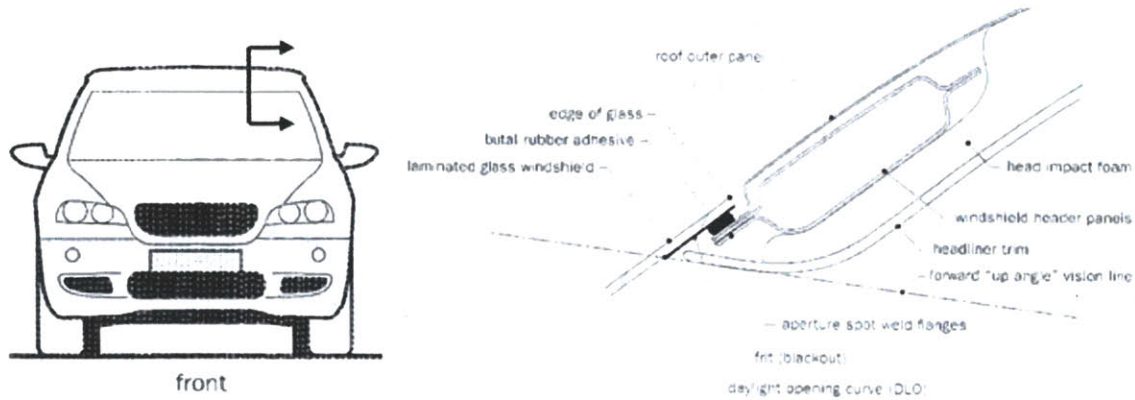 roof outer panel
edge of glass
butal rubber adhesive
laminated glass windshield
head impact foam
windshield header panels
headliner trim
forward "up angle" vision line
aperture spot weld flanges
frit (blackout)
daylight opening curve (DLO)
front